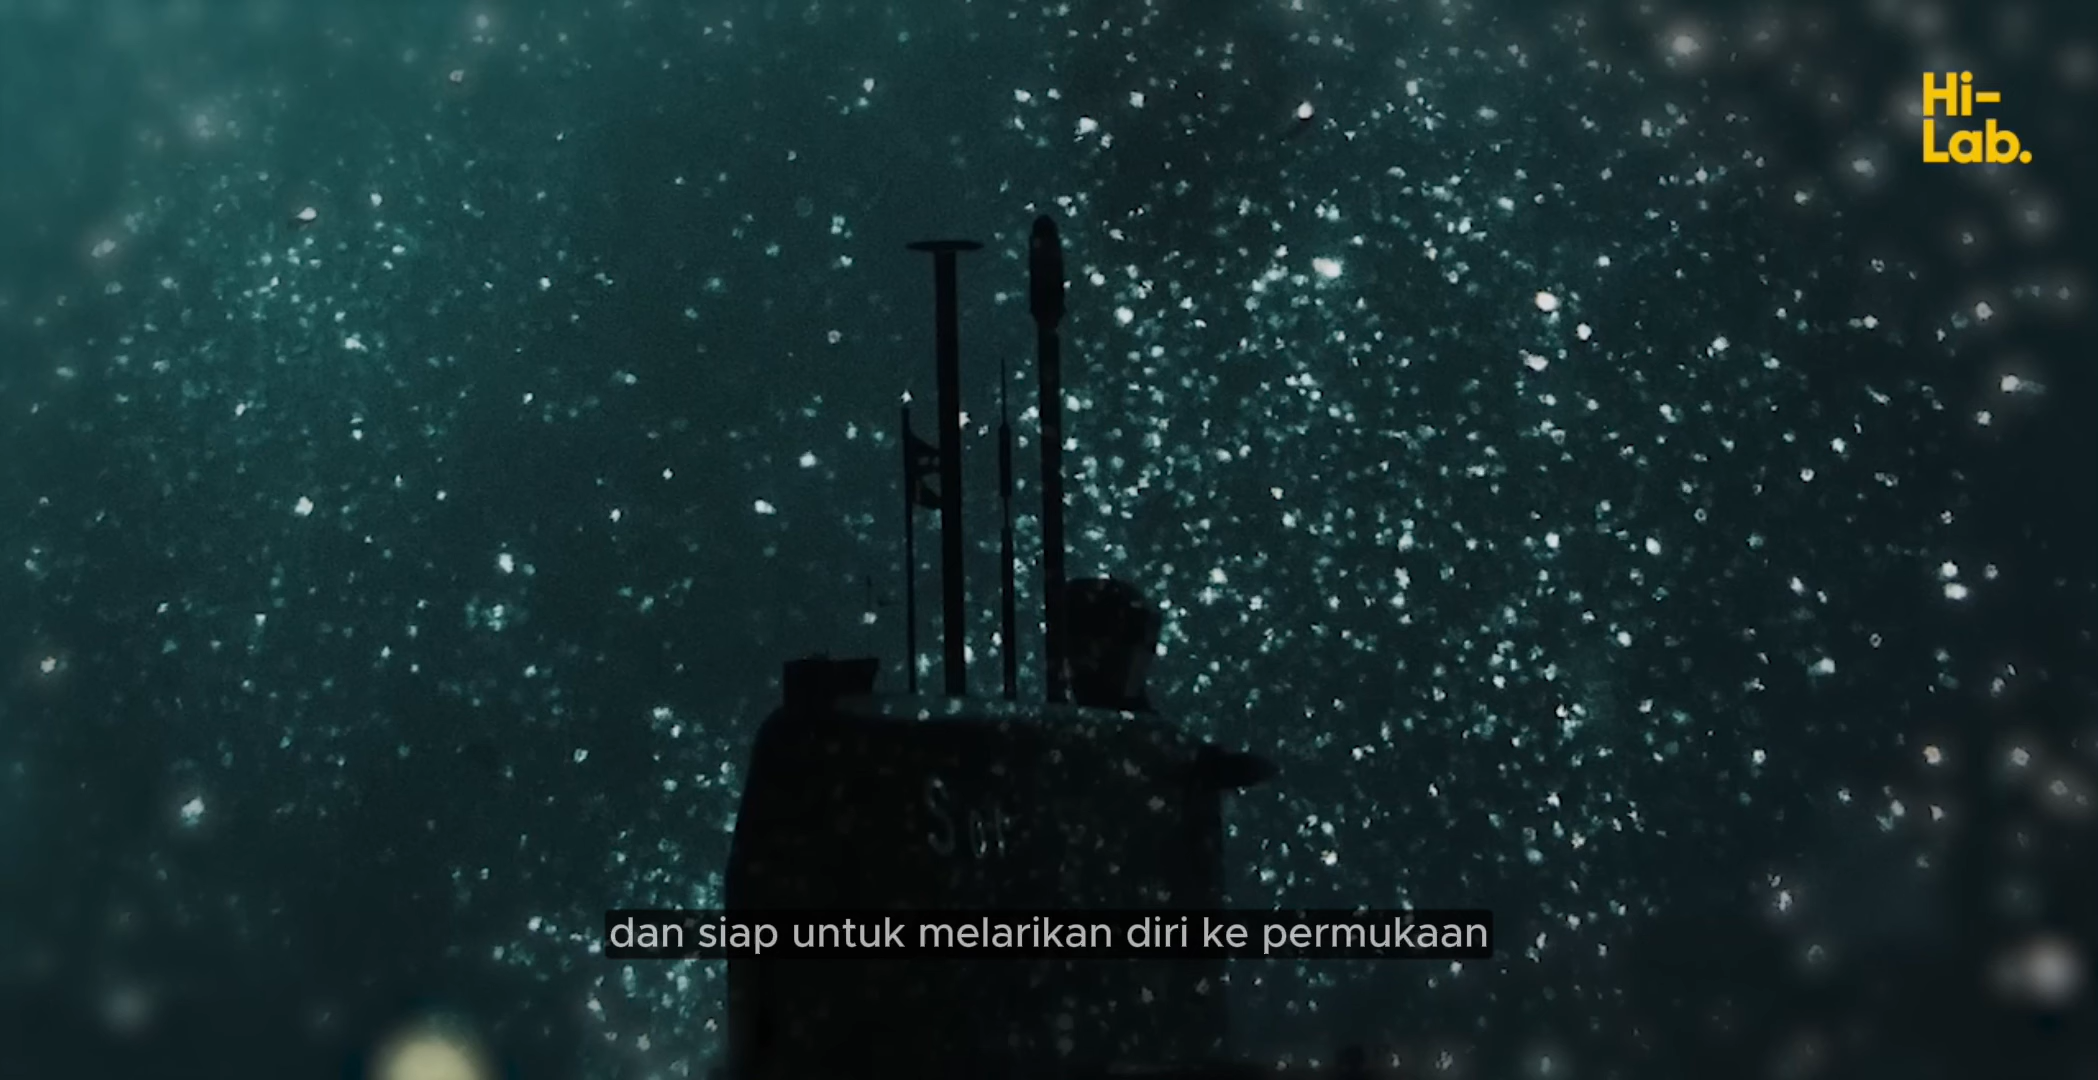 Hi-
Lab.
dan siap untuk melarikan diri ke permukaan